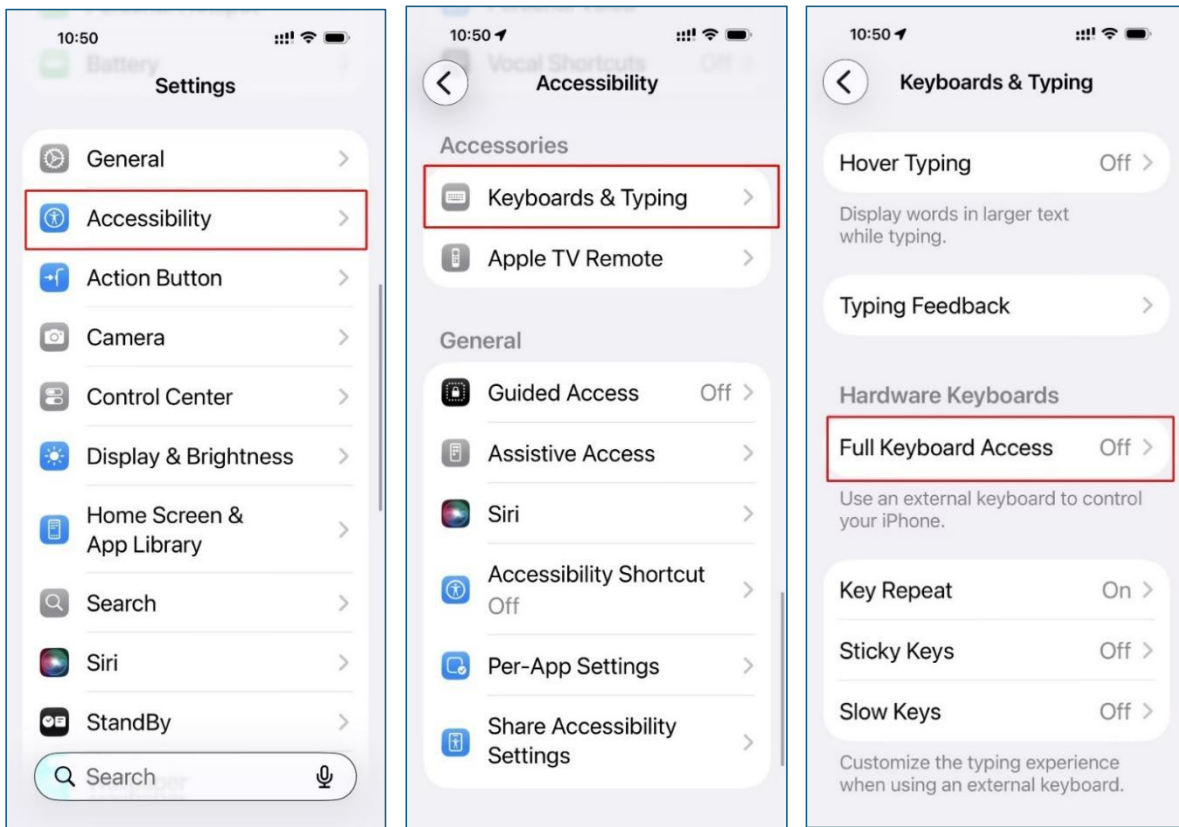 10:50
Battery
Settings
General
Accessibility
Action Button
Camera
Control Center
Display & Brightness
Home Screen &
App Library
Search
Siri
StandBy
Search
10:50
Vocal Shortcuts Off
Accessibility
Accessories
Keyboards & Typing
Apple TV Remote
General
Guided Access Off
Assistive Access
Siri
Accessibility Shortcut
Off
Per-App Settings
Share Accessibility
Settings
10:50
Keyboards & Typing
Hover Typing Off
Display words in larger text
while typing.
Typing Feedback
Hardware Keyboards
Full Keyboard Access Off
Use an external keyboard to control
your iPhone.
Key Repeat On
Sticky Keys Off
Slow Keys Off
Customize the typing experience
when using an external keyboard.